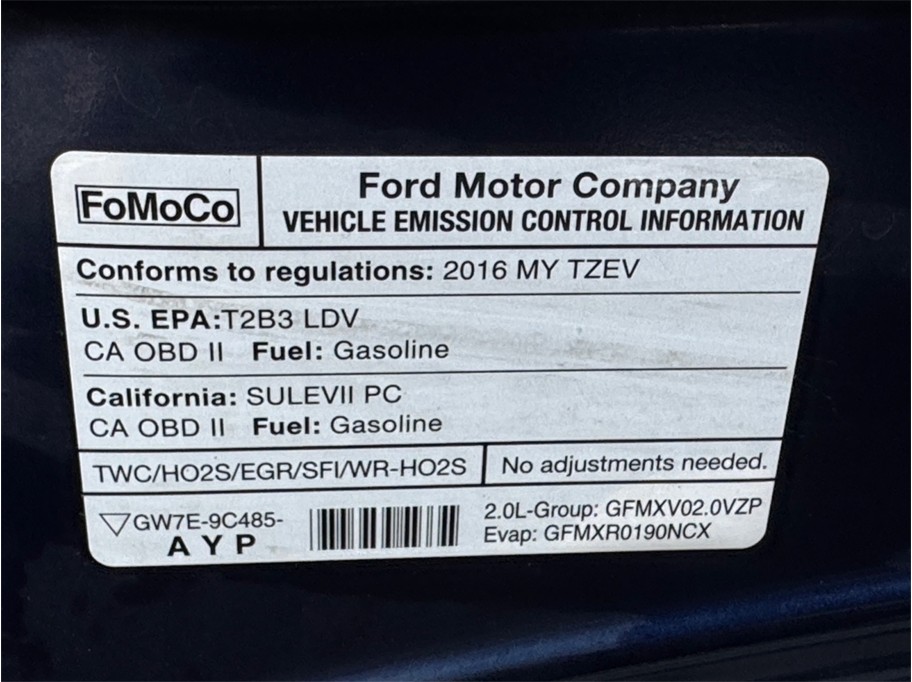 FoMoCo
Ford Motor Company
VEHICLE EMISSION CONTROL INFORMATION
Conforms to regulations: 2016 MY TZEV
U.S. EPA:T2B3 LDV
CA OBD II Fuel: Gasoline
California: SULEVII PC
CA OBD II Fuel: Gasoline
TWC/HO2S/EGR/SFI/WR-HO2S
No adjustments needed.
GW7E-9C485-
A Y P
2.0L-Group: GFMXV02.0VZP
Evap: GFMXR0190NCX